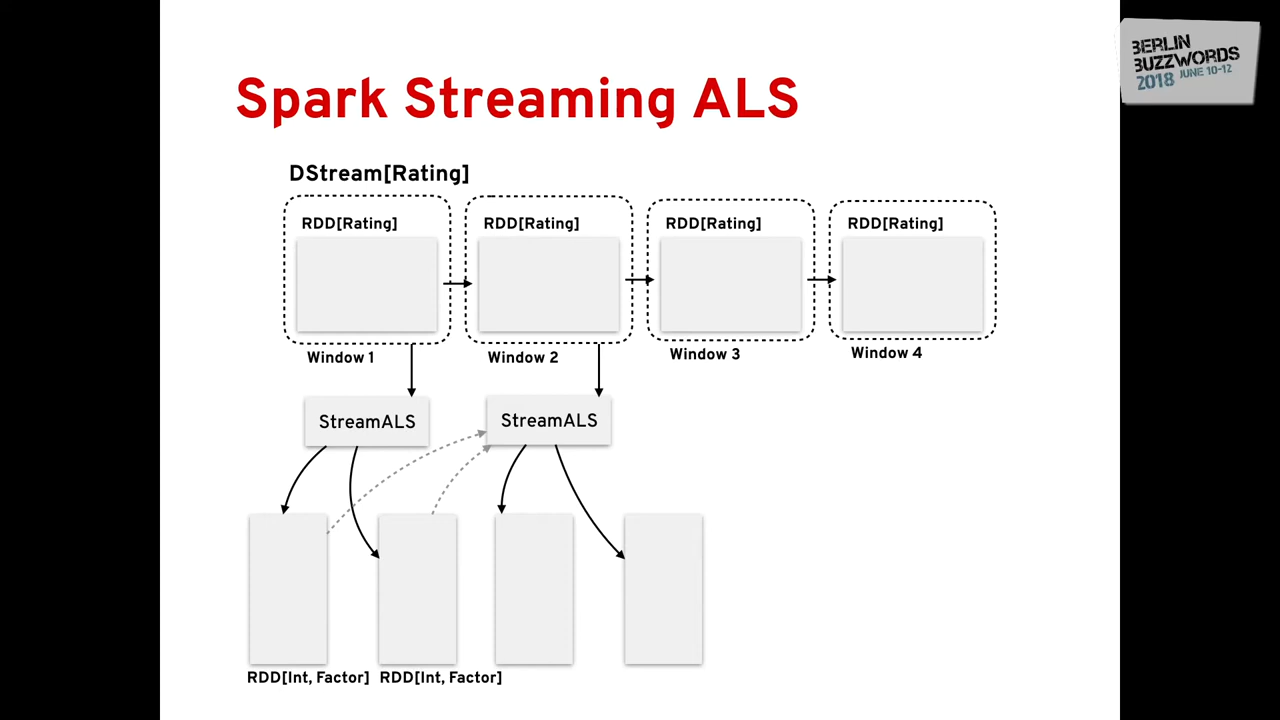 BERLIN
BUZZWORDS
2018 JUNE 10-12
Spark Streaming ALS
DStream[Rating]
RDD[Rating] RDD[Rating] RDD[Rating] RDD[Rating]
Window 1 Window 2 Window 3 Window 4
StreamALS StreamALS
RDD[Int, Factor] RDD[Int, Factor]